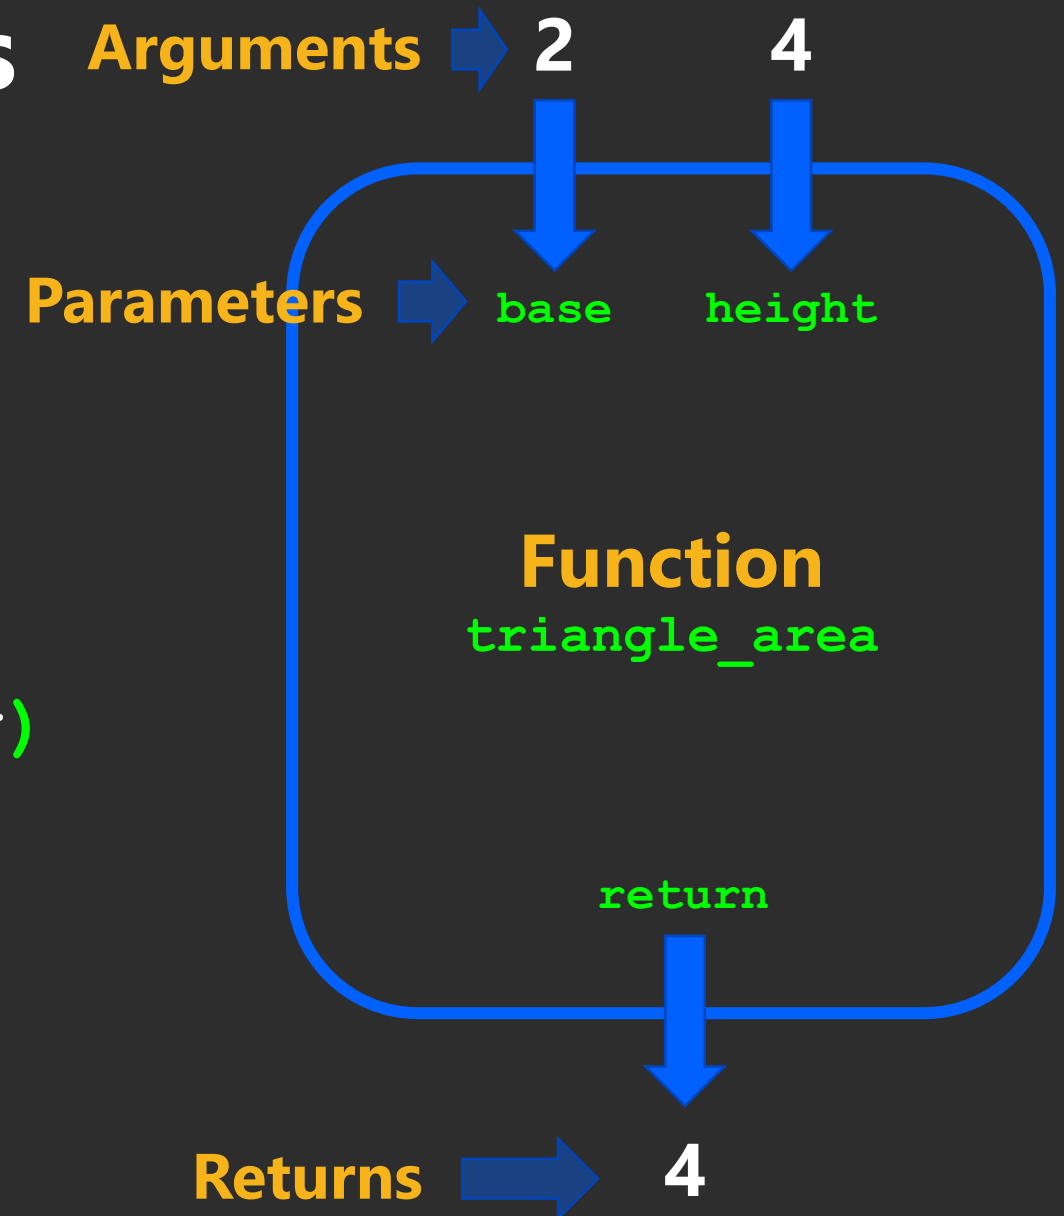 s Arguments 2 4
Parameters base height
Function
triangle_area
)
return
Returns 4